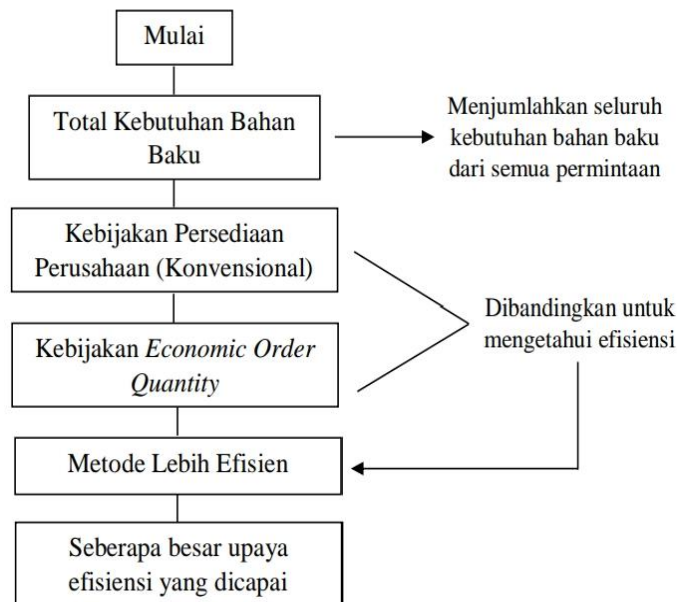 Mulai
Total Kebutuhan Bahan
Baku
Menjumlahkan seluruh
kebutuhan bahan baku
dari semua permintaan
Kebijakan Persediaan
Perusahaan (Konvensional)
Kebijakan Economic Order
Quantity
Dibandingkan untuk
mengetahui efisiensi
Metode Lebih Efisien
Seberapa besar upaya
efisiensi yang dicapai